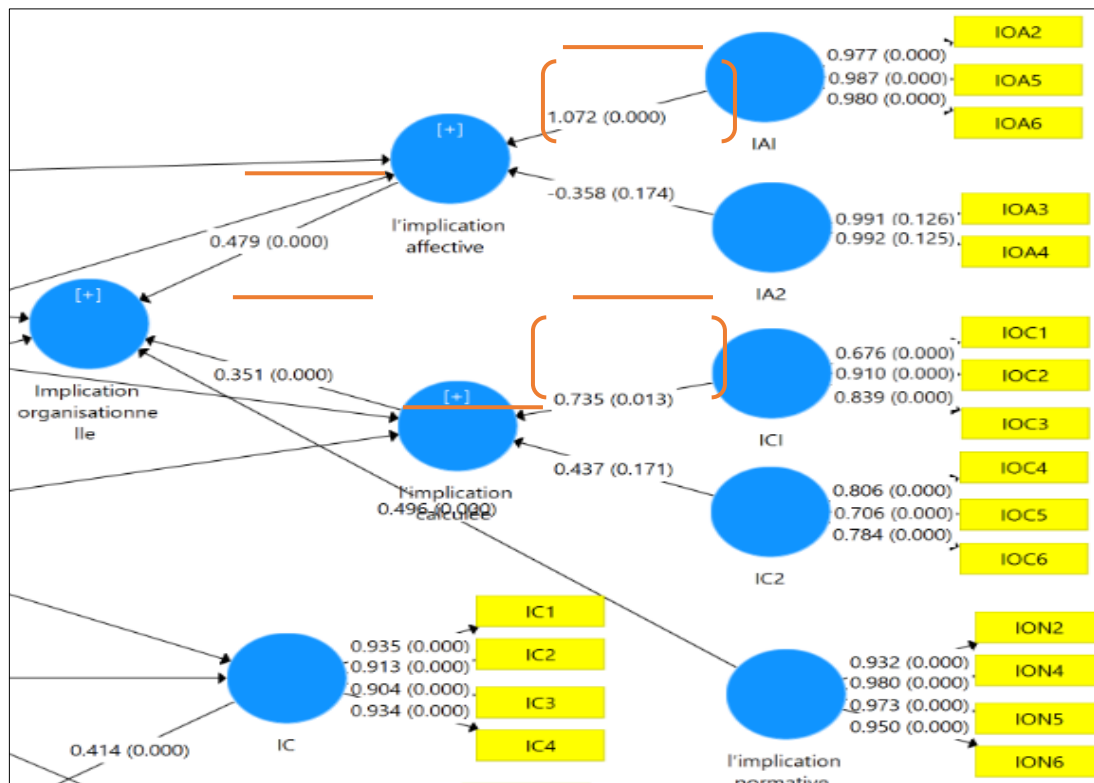 IOA2
0.977 (0.000)
0.987 (0.000)
IOA5
0.980 (0.000)
IOA6
1.072 (0.000)
[+]
IAI
-0.358 (0.174)
l'implication
affective
IOA3
0.991 (0.126)
0.992 (0.125)
IOA4
IA2
0.479 (0.000)
[+]
Implication
organisationne
lle
0.351 (0.000)
[+]
l'implication
calculée
0.735 (0.013)
0.437 (0.171)
0.496 (0.000)
IOC1
0.676 (0.000)
0.910 (0.000)
IOC2
0.839 (0.000)
IOC3
ICI
IOC4
0.806 (0.000)
0.706 (0.000)
IOC5
0.784 (0.000)
IOC6
IC2
IC1
0.935 (0.000)
0.913 (0.000)
IC2
0.904 (0.000)
IC3
0.934 (0.000)
IC4
IC
0.414 (0.000)
ION2
0.932 (0.000)
0.980 (0.000)
ION4
0.973 (0.000)
ION5
0.950 (0.000)
ION6
l'implication
normative